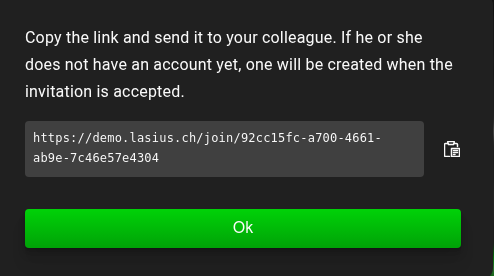 Copy the link and send it to your colleague. If he or she
does not have an account yet, one will be created when the
invitation is accepted.
https://demo.lasius.ch/join/92cc15fc-a700-4661-
ab9e-7c46e57e4304
Ok